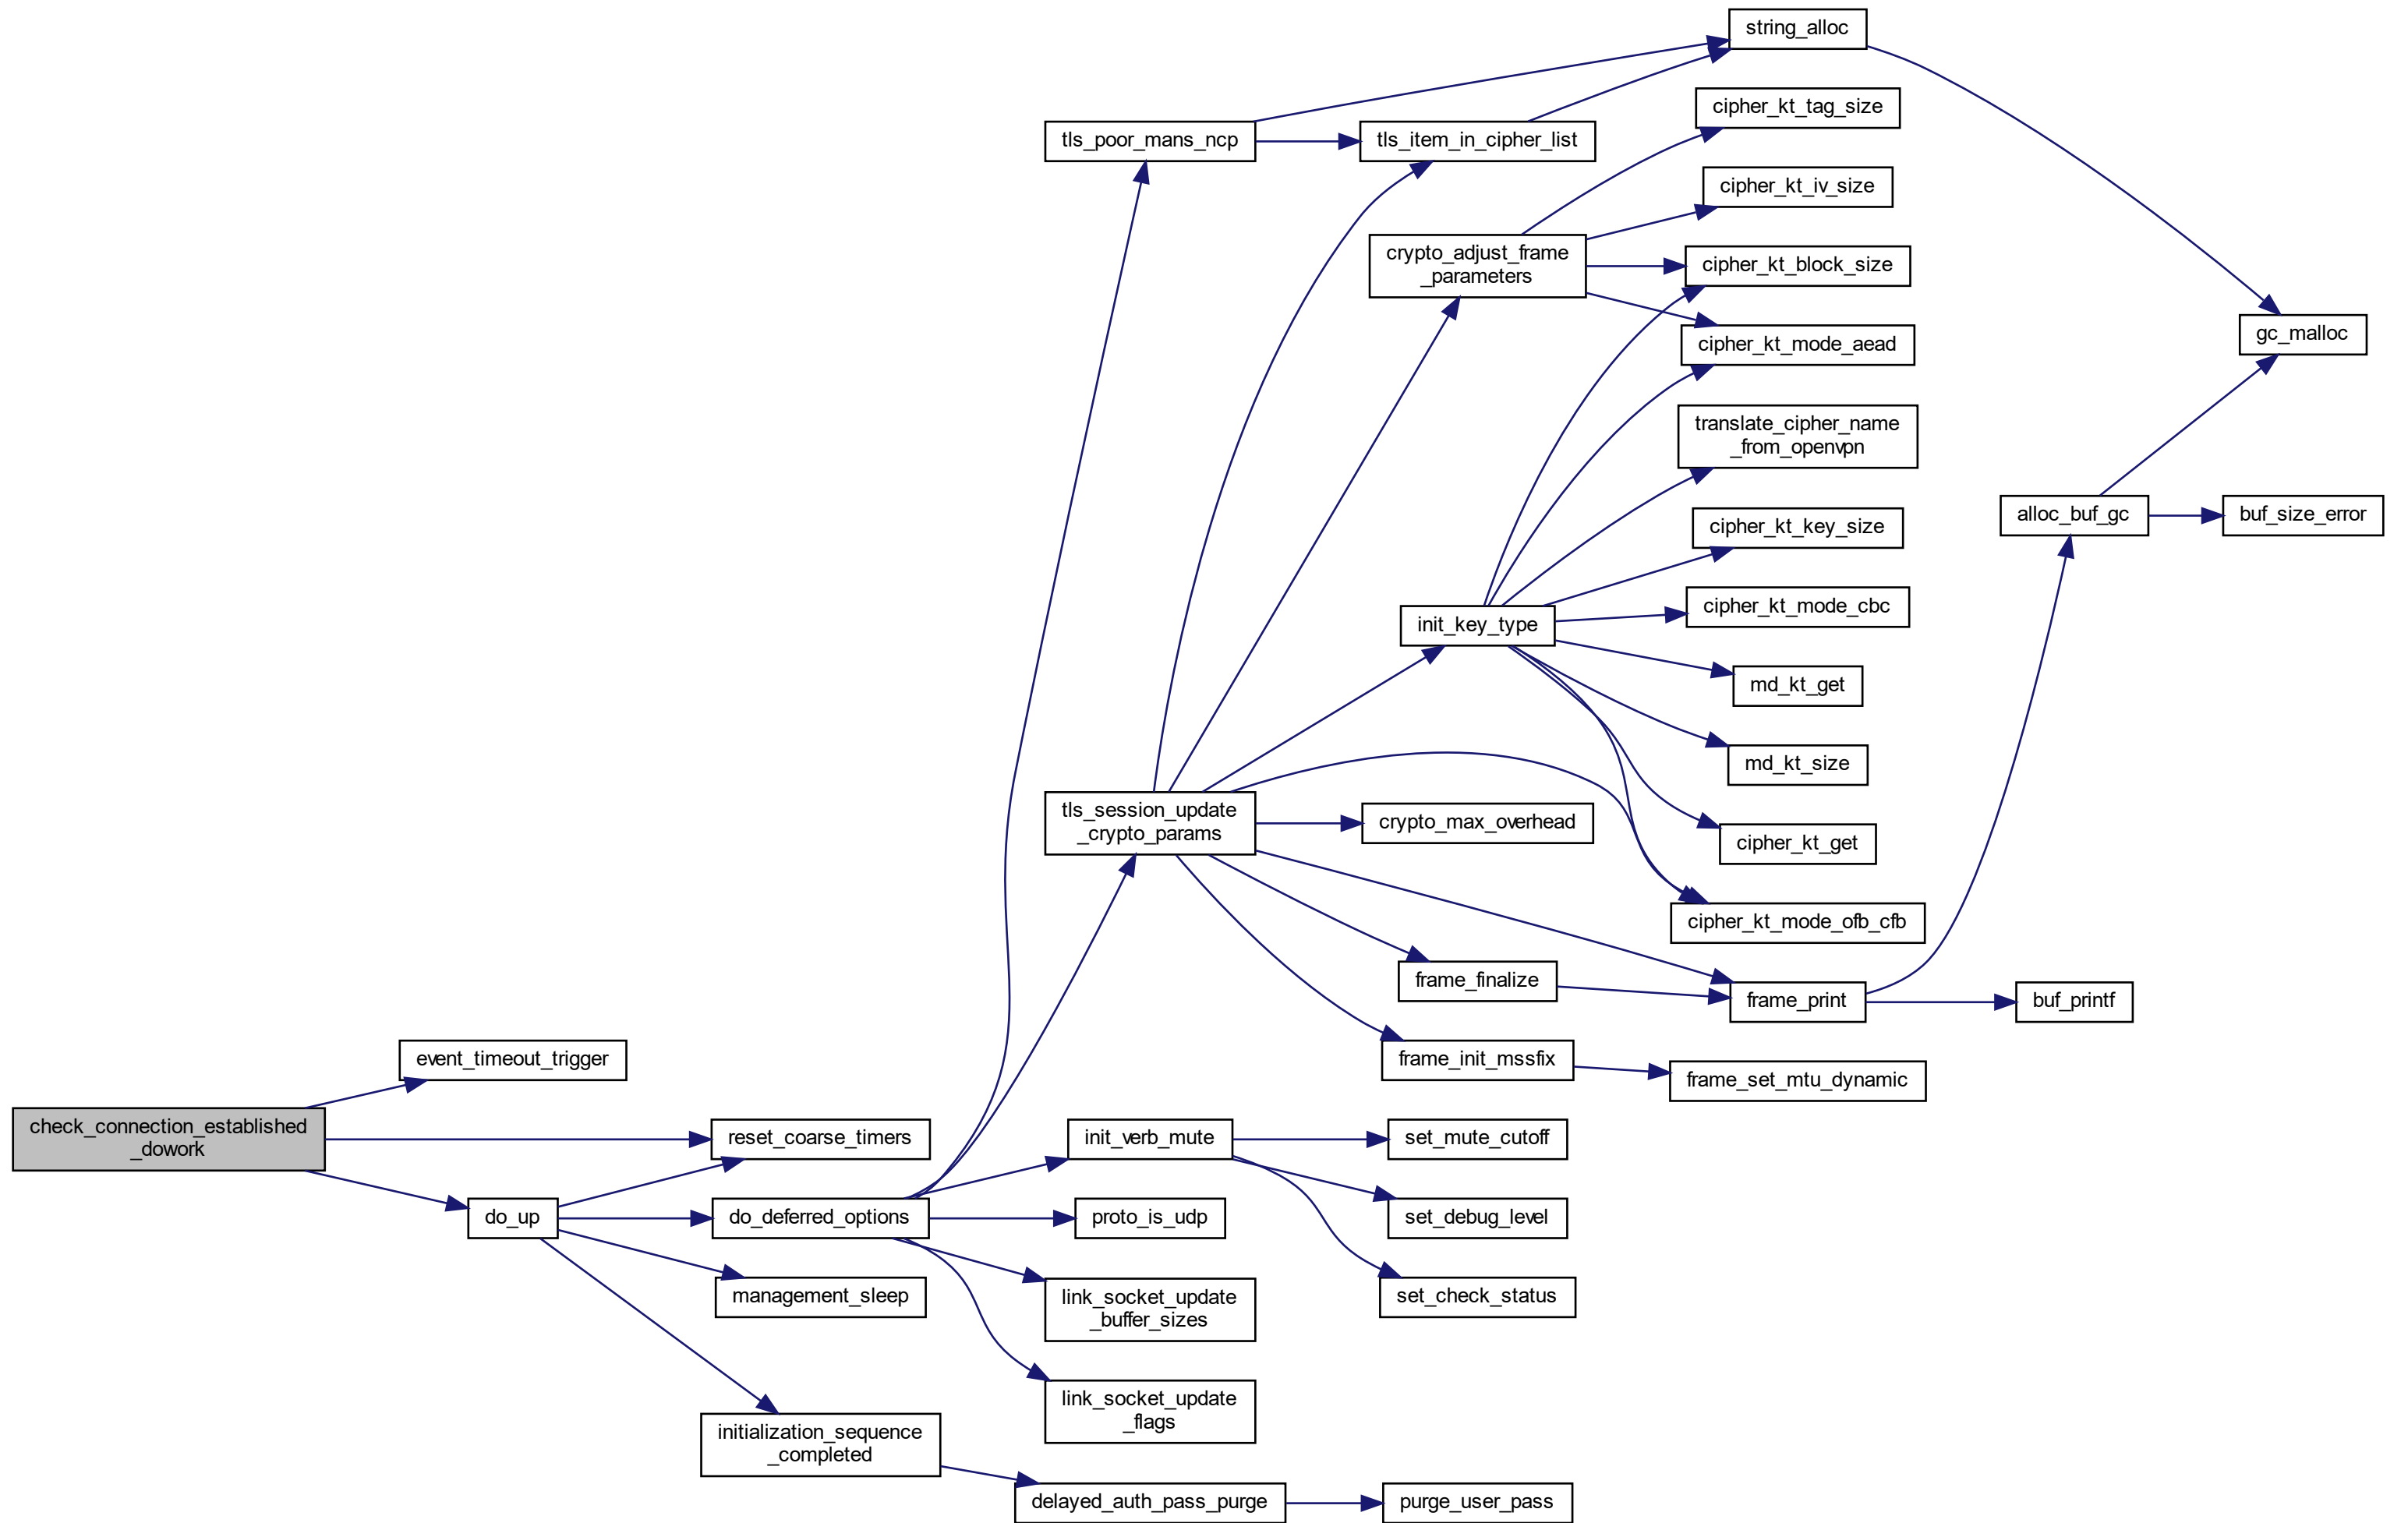 string_alloc
cipher_kt_tag_size
tls_poor_mans_ncp
tls_item_in_cipher_list
cipher_kt_iv_size
crypto_adjust_frame
_parameters
cipher_kt_block_size
gc_malloc
cipher_kt_mode_aead
translate_cipher_name
_from_openvpn
alloc_buf_gc
buf_size_error
cipher_kt_key_size
cipher_kt_mode_cbc
init_key_type
md_kt_get
md_kt_size
tls_session_update
_crypto_params
crypto_max_overhead
cipher_kt_get
cipher_kt_mode_ofb_cfb
frame_finalize
frame_print
buf_printf
event_timeout_trigger
frame_init_mssfix
frame_set_mtu_dynamic
check_connection_established
_dowork
reset_coarse_timers
init_verb_mute
set_mute_cutoff
do_up
do_deferred_options
proto_is_udp
set_debug_level
management_sleep
link_socket_update
_buffer_sizes
set_check_status
link_socket_update
_flags
initialization_sequence
_completed
delayed_auth_pass_purge
purge_user_pass